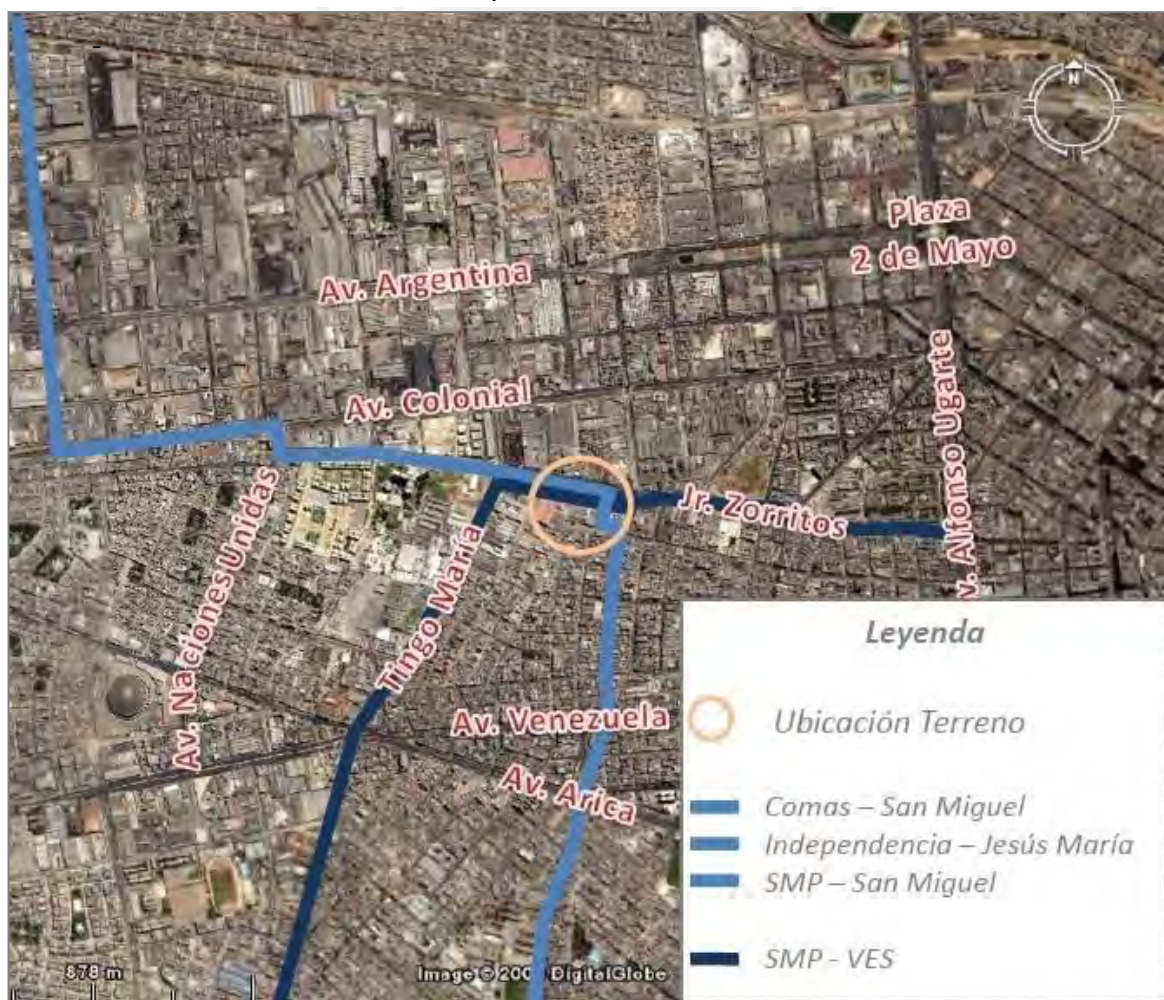 N
Plaza
2 de Mayo
Av. Argentina
Av. Colonial
Av. Alfonso Ugarte
Jr. Zorritos
Av. Naciones Unidas
Tingo María
Av. Venezuela
Av. Arica
Leyenda
Ubicación Terreno
Comas – San Miguel
Independencia – Jesús María
SMP – San Miguel
SMP - VES
878 m
Image © 200 DigitalGlobe